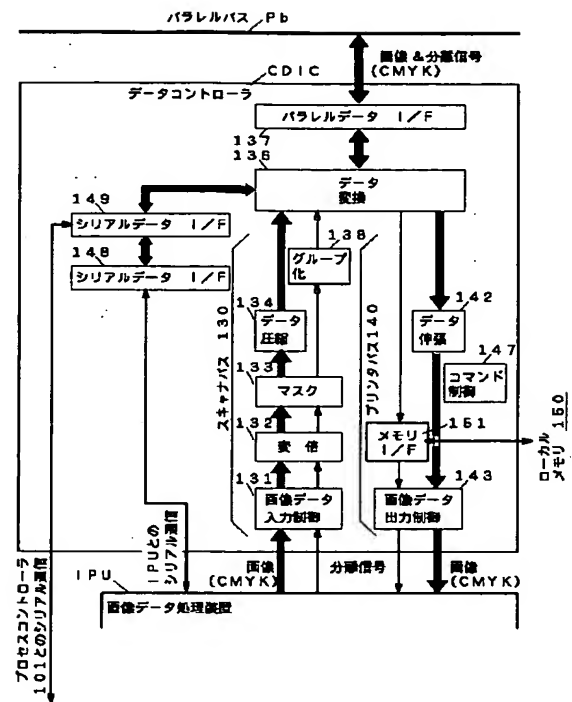 パラレルバス Pb
画像 & 分離信号
(CMYK)
CDIC
データコントローラ
パラレルデータ I/F
137
136
データ
変換
149
シリアルデータ I/F
148
シリアルデータ I/F
138
グループ
化
134
データ
圧縮
133
マスク
132
変倍
131
画像データ
入力制御
スキャナバス 130
プリンタバス 140
142
データ
伸張
147
コマンド
制御
151
メモリ
I/F
143
画像データ
出力制御
ローカル
メモリ 150
IPUとの
シリアル通信
プロセスコントローラ
101とのシリアル通信
画像
(CMYK)
分離信号
画像
(CMYK)
IPU
画像データ処理装置